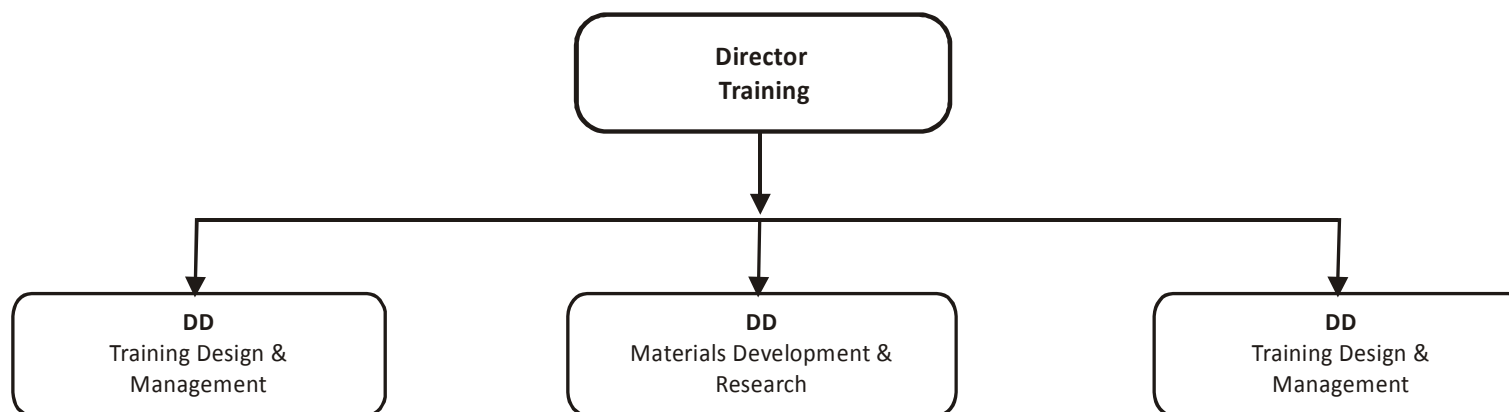 Director
Training
DD
Training Design &
Management
DD
Materials Development &
Research
DD
Training Design &
Management